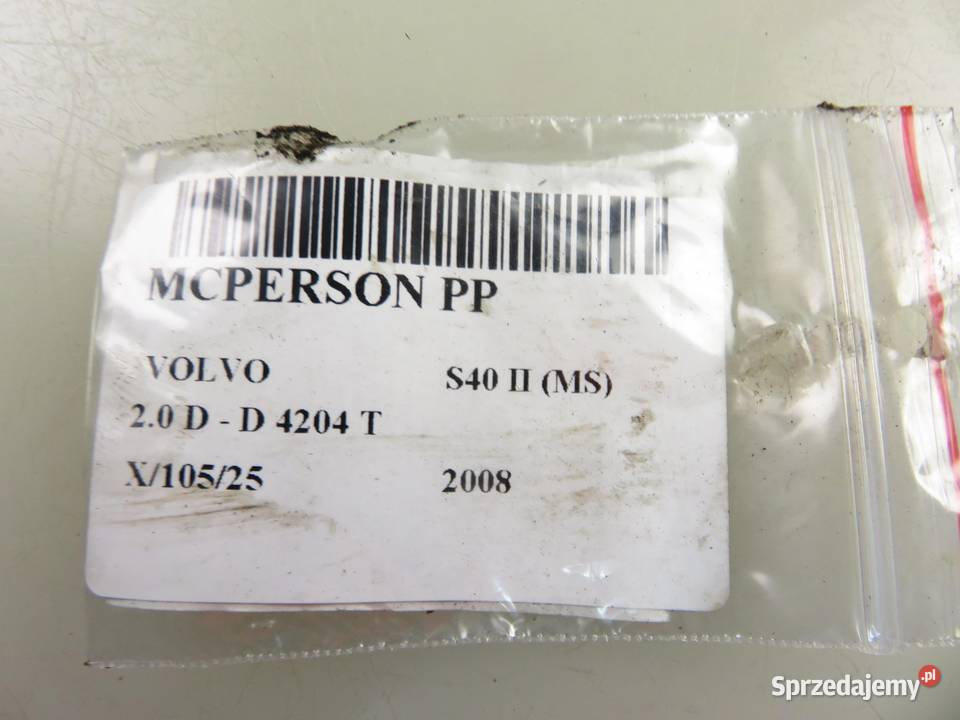 MCPERSON PP
VOLVO S40 II (MS)
2.0 D - D 4204 T
X/105/25 2008
Sprzedajemy.pl